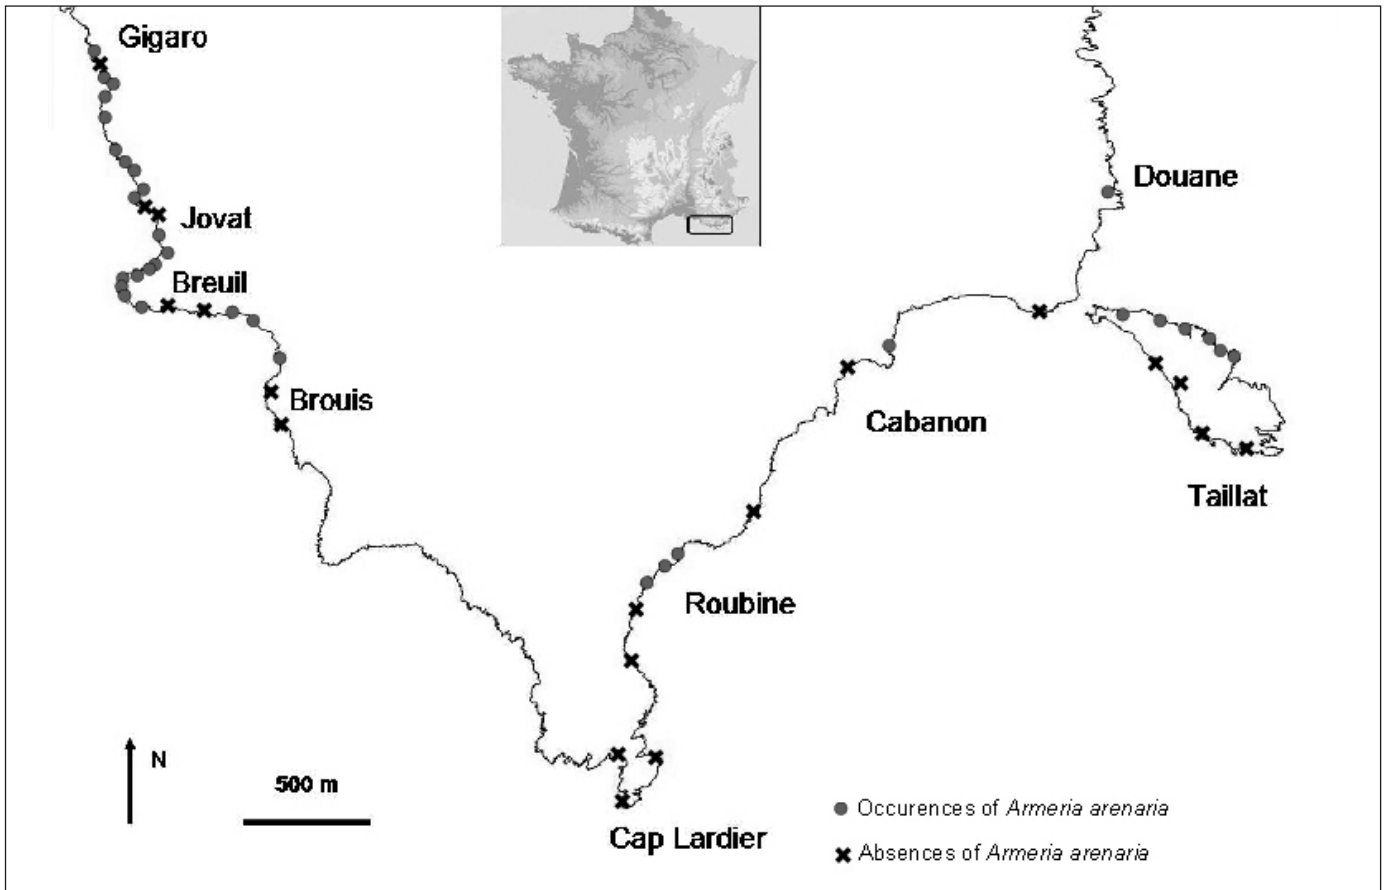 Gigaro
Jovat
Breuil
Brouis
Douane
Cabanon
Taillat
Roubine
N
500 m
Cap Lardier
Occurences of Armeria arenaria
Absences of Armeria arenaria